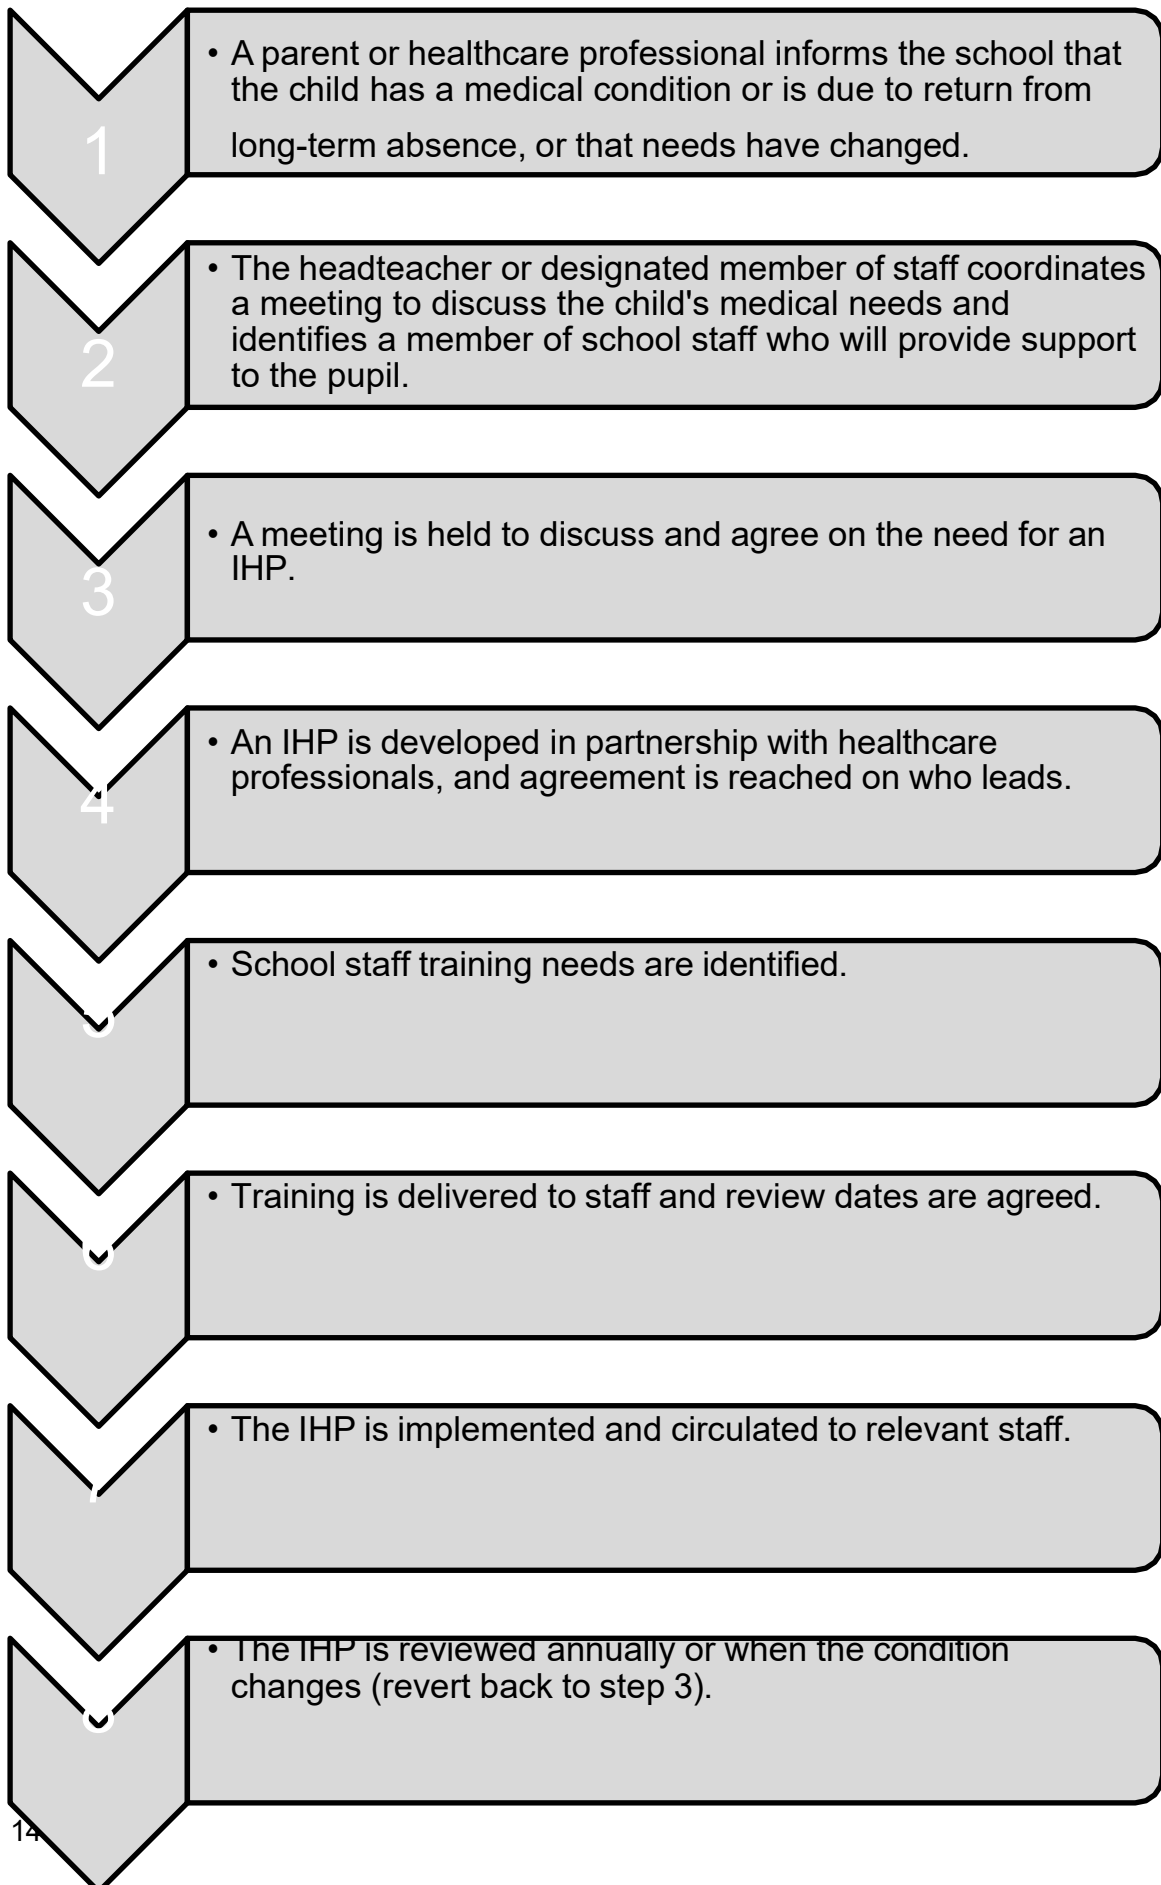 1
• A parent or healthcare professional informs the school that
the child has a medical condition or is due to return from
long-term absence, or that needs have changed.
2
• The headteacher or designated member of staff coordinates
a meeting to discuss the child's medical needs and
identifies a member of school staff who will provide support
to the pupil.
3
• A meeting is held to discuss and agree on the need for an
IHP.
4
• An IHP is developed in partnership with healthcare
professionals, and agreement is reached on who leads.
5
• School staff training needs are identified.
6
• Training is delivered to staff and review dates are agreed.
7
• The IHP is implemented and circulated to relevant staff.
8
• The IHP is reviewed annually or when the condition
changes (revert back to step 3).
14